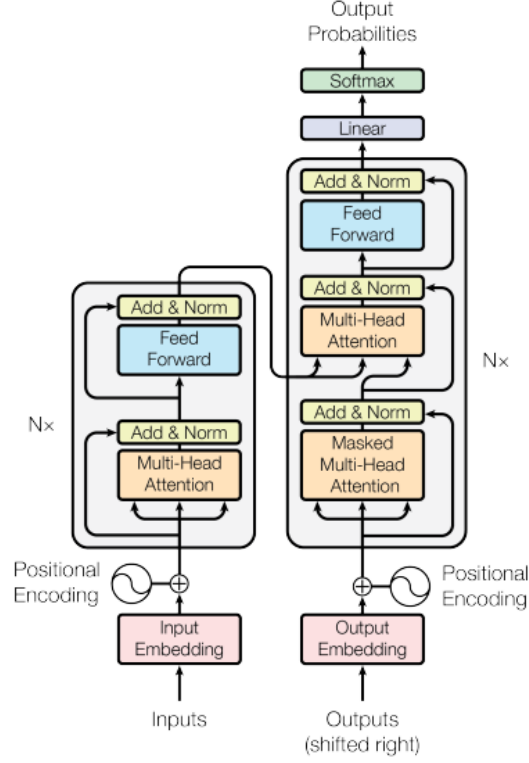 Output
Probabilities
Softmax
Linear
Add & Norm
Feed
Forward
Add & Norm
Multi-Head
Attention
Add & Norm
Masked
Multi-Head
Attention
N×
Add & Norm
Feed
Forward
Add & Norm
Multi-Head
Attention
N×
Positional
Encoding
Positional
Encoding
Input
Embedding
Output
Embedding
Inputs
Outputs
(shifted right)